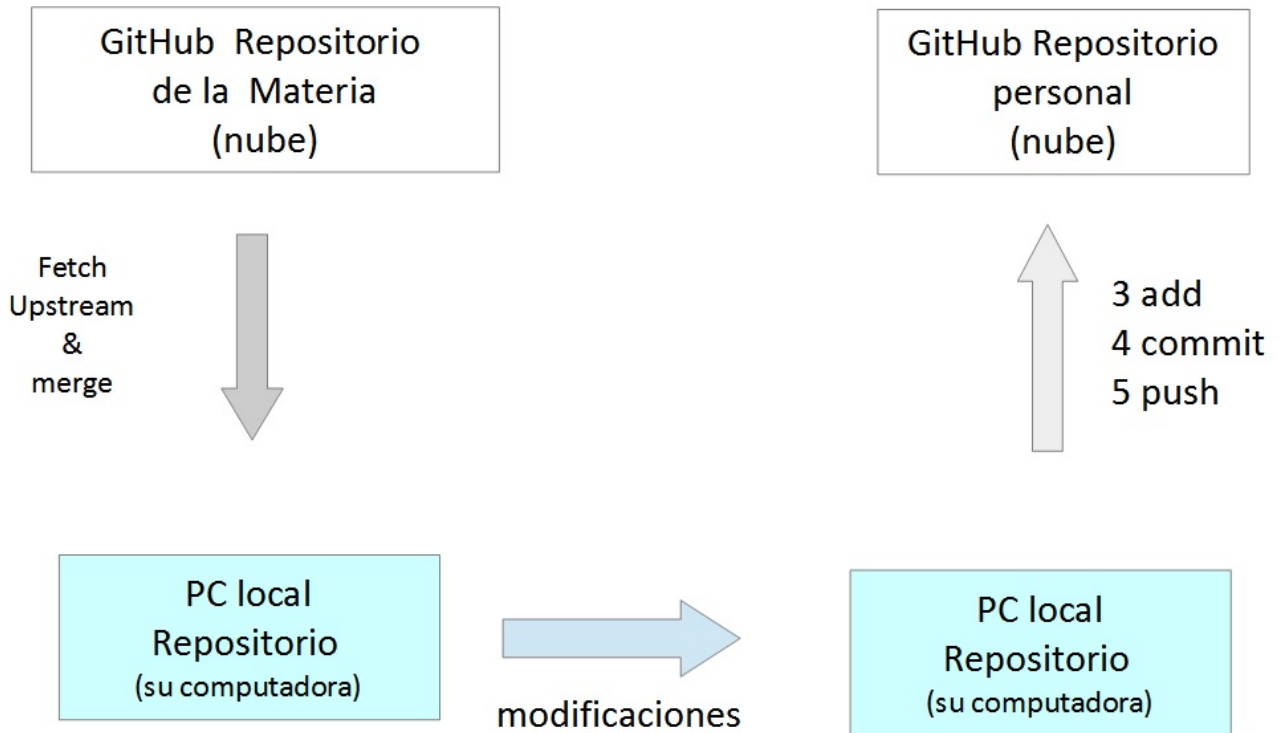 GitHub Repositorio
de la Materia
(nube)
GitHub Repositorio
personal
(nube)
Fetch
Upstream
&
merge
3 add
4 commit
5 push
PC local
Repositorio
(su computadora)
modificaciones
PC local
Repositorio
(su computadora)